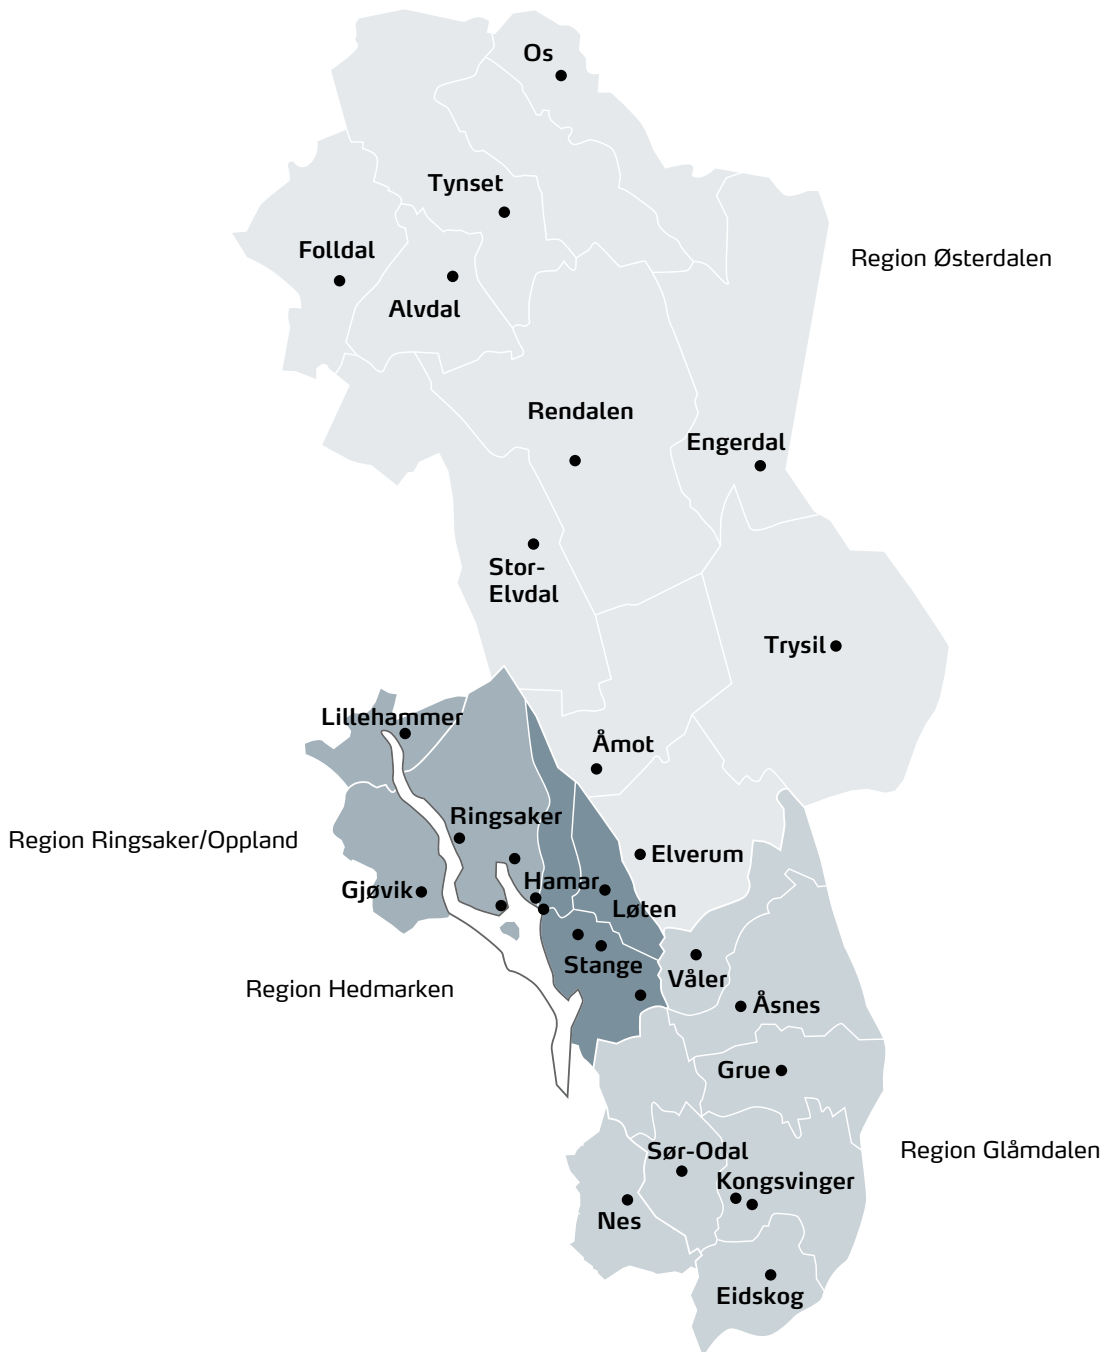 Os
Tynset
Folldal
Region Østerdalen
Alvdal
Rendalen
Engerdal
Stor-
Elvdal
Trysil
Lillehammer
Åmot
Ringsaker
Region Ringsaker/Oppland
Elverum
Hamar
Gjøvik
Løten
Stange
Våler
Region Hedmarken
Åsnes
Grue
Sør-Odal
Region Glåmdalen
Kongsvinger
Nes
Eidskog